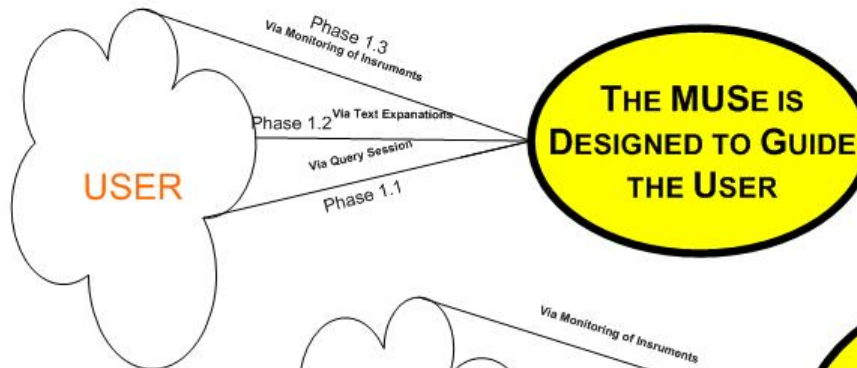 Phase 1.3
Via Monitoring of Insruments
Phase 1.2
Via Text Expanations
Via Query Session
Phase 1.1
USER
THE MUSE IS
DESIGNED TO GUIDE
THE USER
Via Monitoring of Insruments